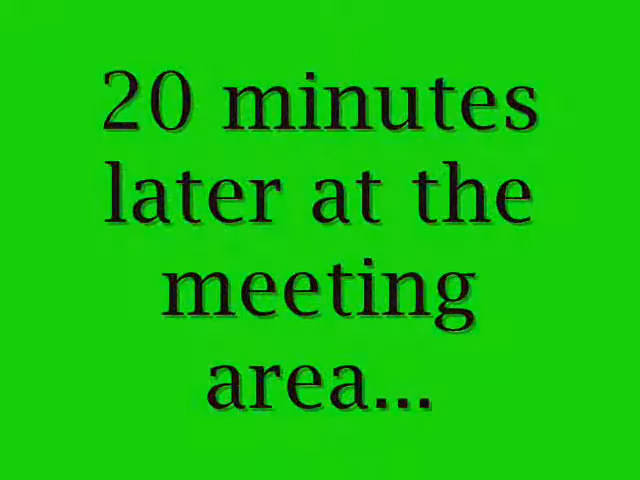 20 minutes
later at the
meeting
area...